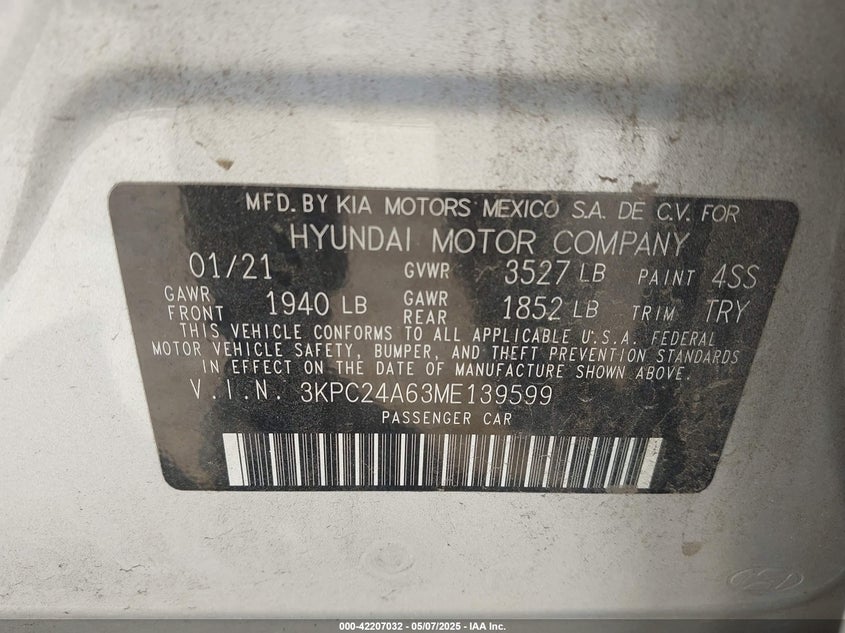 MFD. BY KIA MOTORS MEXICO S.A. DE C.V. FOR
HYUNDAI MOTOR COMPANY
01/21 GVWR 3527 LB PAINT 4SS
GAWR FRONT 1940 LB GAWR REAR 1852 LB TRIM TRY
THIS VEHICLE CONFORMS TO ALL APPLICABLE U.S.A. FEDERAL
MOTOR VEHICLE SAFETY, BUMPER, AND THEFT PREVENTION STANDARDS
IN EFFECT ON THE DATE OF MANUFACTURE SHOWN ABOVE.
V.I.N. 3KPC24A63ME139599
PASSENGER CAR
000-42207032 - 05/07/2025 - IAA Inc.